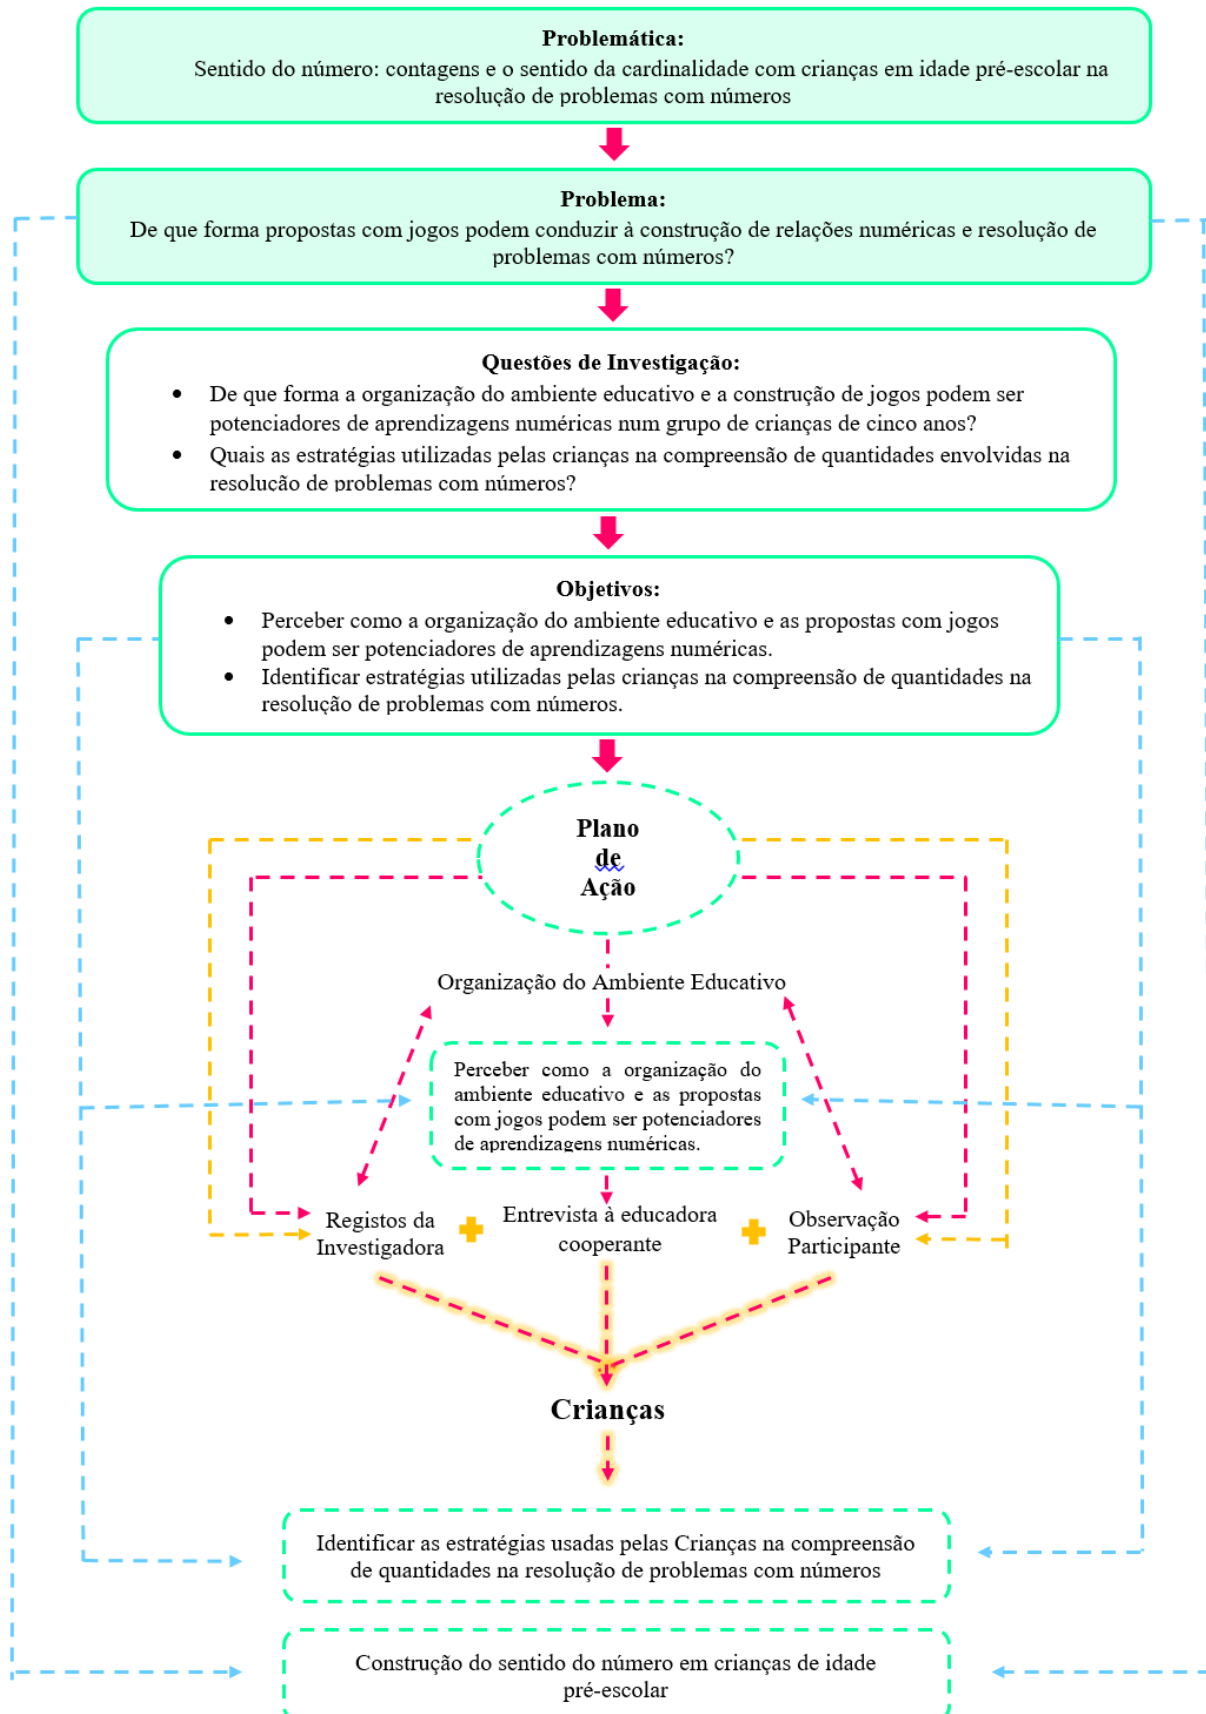 Problemática:
Sentido do número: contagens e o sentido da cardinalidade com crianças em idade pré-escolar na
resolução de problemas com números
Problema:
De que forma propostas com jogos podem conduzir à construção de relações numéricas e resolução de
problemas com números?
Questões de Investigação:
• De que forma a organização do ambiente educativo e a construção de jogos podem ser
potenciadores de aprendizagens numéricas num grupo de crianças de cinco anos?
• Quais as estratégias utilizadas pelas crianças na compreensão de quantidades envolvidas na
resolução de problemas com números?
Objetivos:
• Perceber como a organização do ambiente educativo e as propostas com jogos
podem ser potenciadores de aprendizagens numéricas.
• Identificar estratégias utilizadas pelas crianças na compreensão de quantidades na
resolução de problemas com números.
Plano
de
Ação
Organização do Ambiente Educativo
Perceber como a organização do
ambiente educativo e as propostas
com jogos podem ser potenciadores
de aprendizagens numéricas.
Registos da
Investigadora
Entrevista à educadora
cooperante
Observação
Participante
Crianças
Identificar as estratégias usadas pelas Crianças na compreensão
de quantidades na resolução de problemas com números
Construção do sentido do número em crianças de idade
pré-escolar